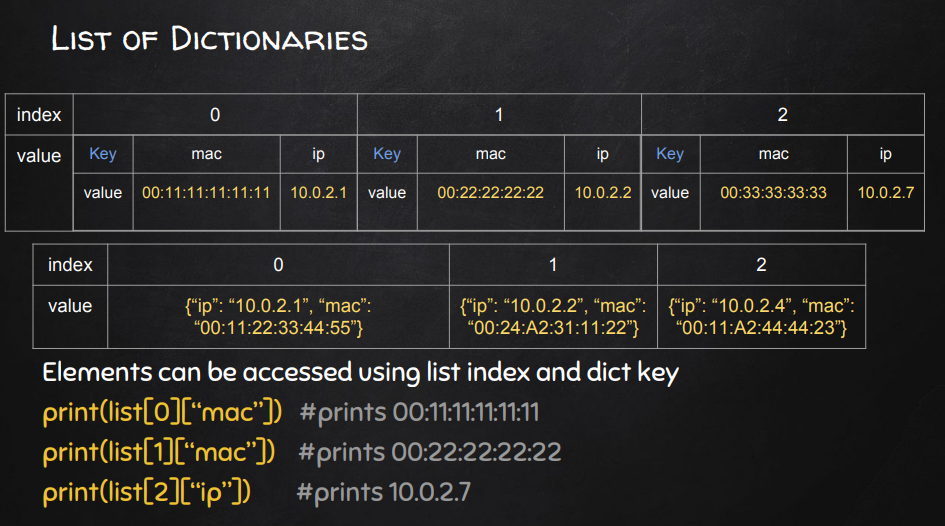 List of Dictionaries
index 0 1 2
value Key mac ip Key mac ip Key mac ip
value 00:11:11:11:11:11 10.0.2.1 value 00:22:22:22:22 10.0.2.2 value 00:33:33:33:33 10.0.2.7
index 0 1 2
value {“ip”: “10.0.2.1”, “mac”: {“ip”: “10.0.2.2”, “mac”: {“ip”: “10.0.2.4”, “mac”:
“00:11:22:33:44:55”} “00:24:A2:31:11:22”} “00:11:A2:44:44:23”}
Elements can be accessed using list index and dict key
print(list[0][“mac”]) #prints 00:11:11:11:11:11
print(list[1][“mac”]) #prints 00:22:22:22:22
print(list[2][“ip”]) #prints 10.0.2.7